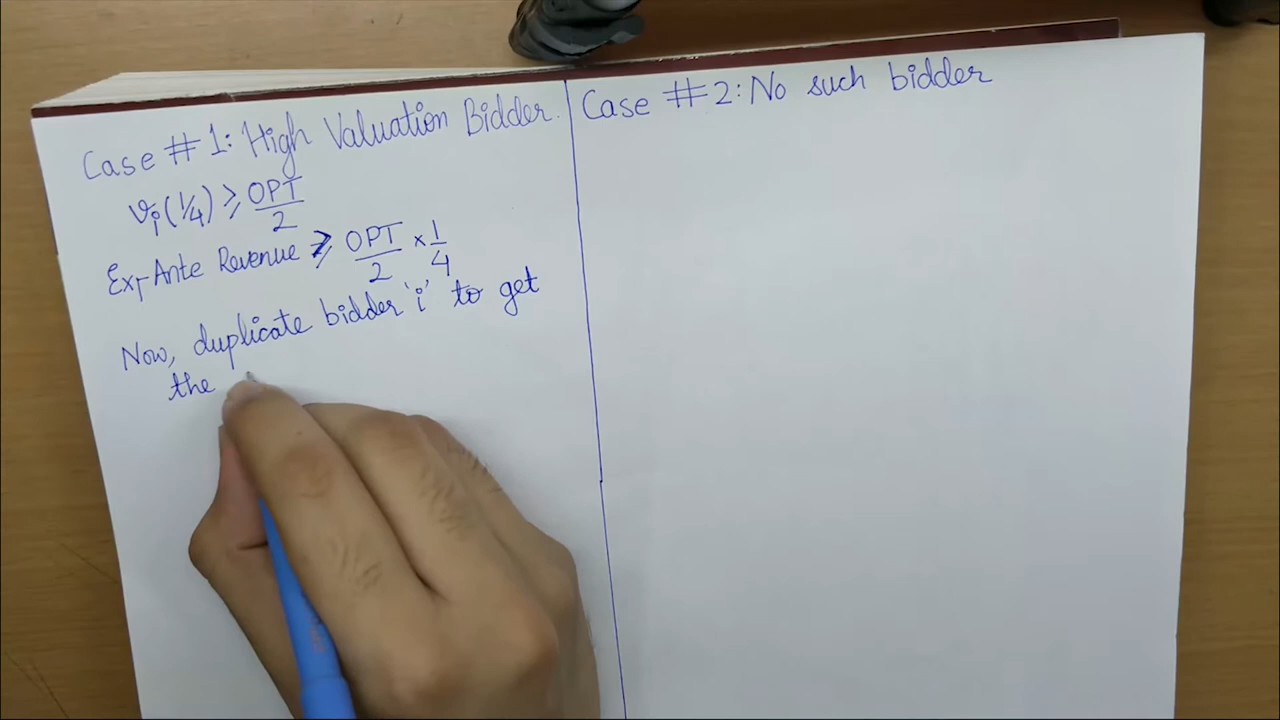 Case #1: High Valuation Bidder.
v_i(1/4) ≥ OPT/2
Ex-Ante Revenue ≥ OPT/2 × 1/4
Now, duplicate bidder 'i' to get
the
Case #2: No such bidder